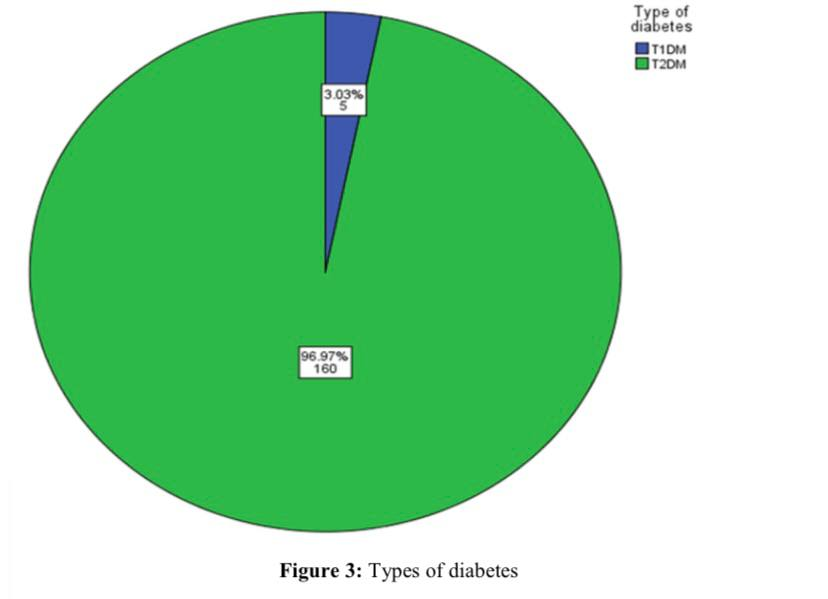 Type of
diabetes
T1DM
T2DM
3.03%
5
96.97%
160
Figure 3: Types of diabetes